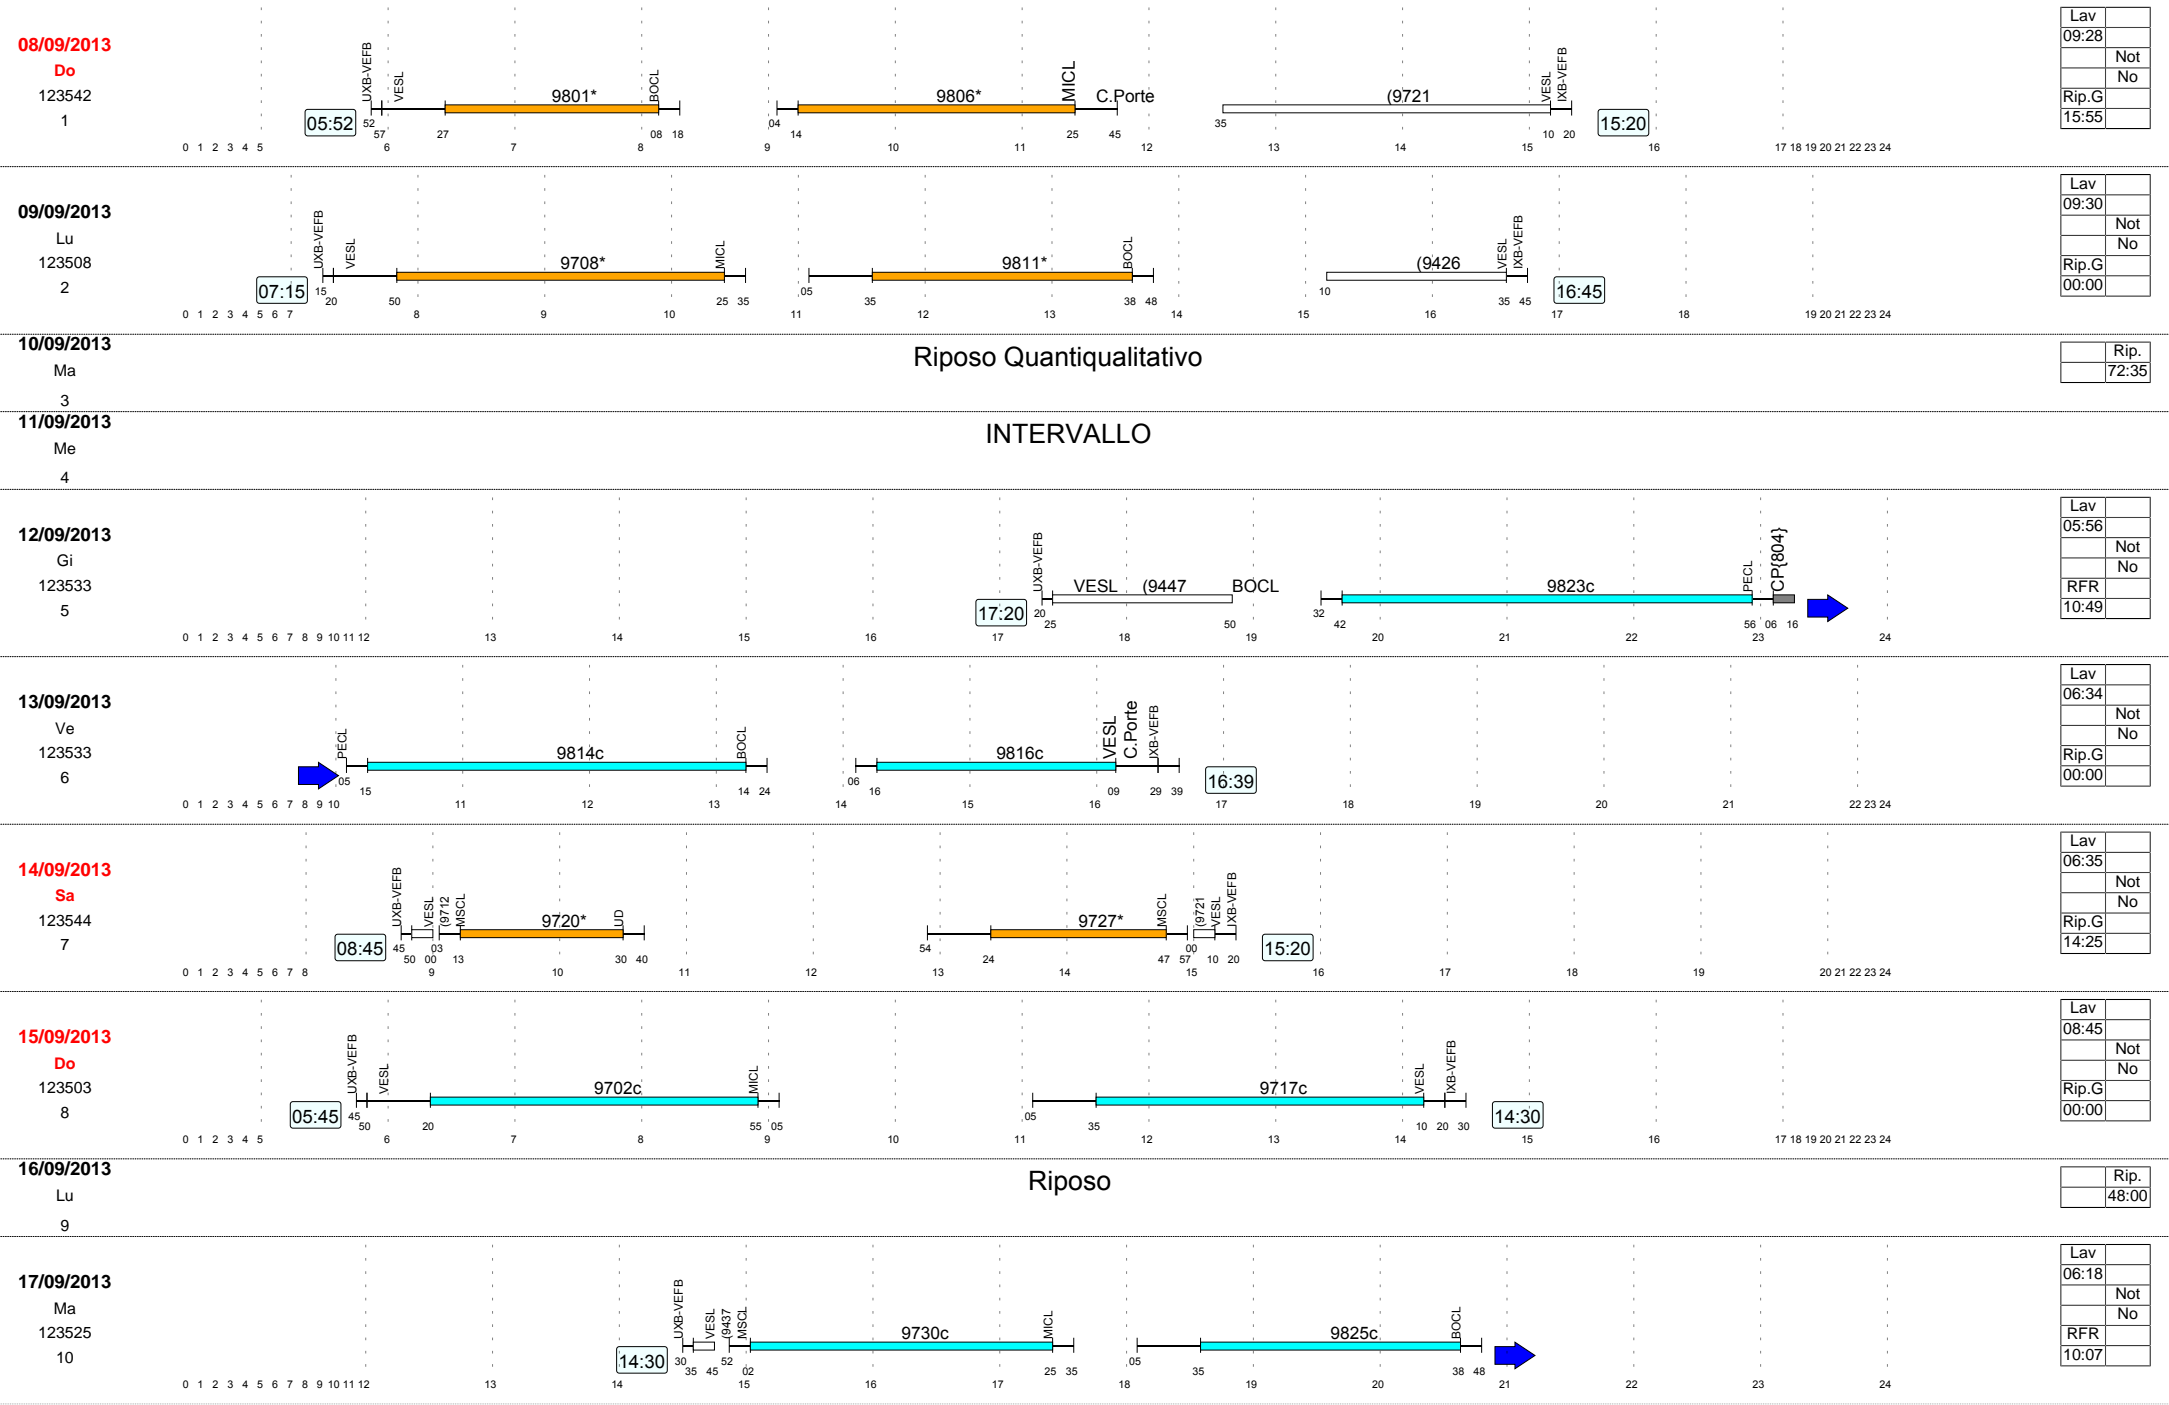 08/09/2013
Do
123542
1
05:52
UXB-VEFB
VESL
9801*
BOCL
9806*
MICL
C.Porte
(9721
VESL
IXB-VEFB
15:20
52 57 27 08 18 04 14 25 45 35 10 20
0 1 2 3 4 5 6 7 8 9 10 11 12 13 14 15 16 17 18 19 20 21 22 23 24
Lav
09:28
Not
No
Rip.G
15:55
09/09/2013
Lu
123508
2
07:15
UXB-VEFB
VESL
9708*
MICL
9811*
BOCL
(9426
VESL
IXB-VEFB
16:45
15 20 50 25 35 05 35 38 48 10 35 45
0 1 2 3 4 5 6 7 8 9 10 11 12 13 14 15 16 17 18 19 20 21 22 23 24
Lav
09:30
Not
No
Rip.G
00:00
10/09/2013
Ma
3
Riposo Quantiqualitativo
Rip.
72:35
11/09/2013
Me
4
INTERVALLO
12/09/2013
Gi
123533
5
17:20
UXB-VEFB
VESL
(9447
BOCL
9823c
PECL
CP{804}
20 25 50 32 42 56 06 16
0 1 2 3 4 5 6 7 8 9 10 11 12 13 14 15 16 17 18 19 20 21 22 23 24
Lav
05:56
Not
No
RFR
10:49
13/09/2013
Ve
123533
6
PECL
9814c
BOCL
9816c
VESL
C.Porte
IXB-VEFB
16:39
05 15 14 24 06 16 09 29 39
0 1 2 3 4 5 6 7 8 9 10 11 12 13 14 15 16 17 18 19 20 21 22 23 24
Lav
06:34
Not
No
Rip.G
00:00
14/09/2013
Sa
123544
7
08:45
UXB-VEFB
VESL
(9712
MSCL
9720*
UD
9727*
MSCL
(9721
VESL
IXB-VEFB
15:20
45 50 00 03 13 30 40 54 24 47 57 00 10 20
0 1 2 3 4 5 6 7 8 9 10 11 12 13 14 15 16 17 18 19 20 21 22 23 24
Lav
06:35
Not
No
Rip.G
14:25
15/09/2013
Do
123503
8
05:45
UXB-VEFB
VESL
9702c
MICL
9717c
VESL
IXB-VEFB
14:30
45 50 20 55 05 05 35 10 20 30
0 1 2 3 4 5 6 7 8 9 10 11 12 13 14 15 16 17 18 19 20 21 22 23 24
Lav
08:45
Not
No
Rip.G
00:00
16/09/2013
Lu
9
Riposo
Rip.
48:00
17/09/2013
Ma
123525
10
14:30
UXB-VEFB
VESL
(9437
MSCL
9730c
MICL
9825c
BOCL
30 35 45 52 02 25 35 05 35 38 48
0 1 2 3 4 5 6 7 8 9 10 11 12 13 14 15 16 17 18 19 20 21 22 23 24
Lav
06:18
Not
No
RFR
10:07